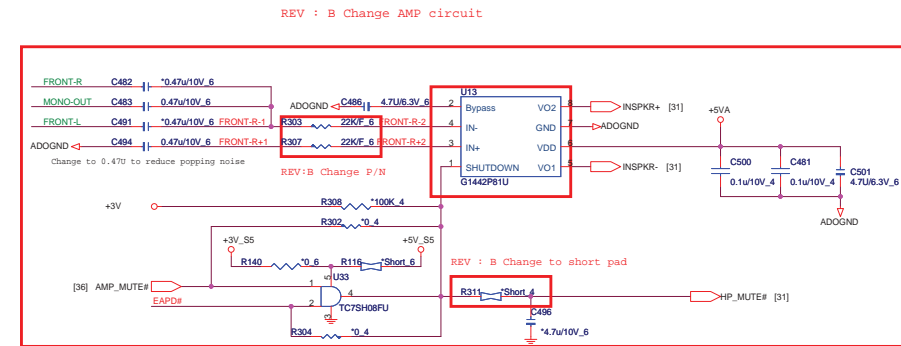 REV : B Change AMP circuit
FRONT-R C482 *0.47u/10V_6
MONO-OUT C483 0.47u/10V_6
FRONT-L C491 *0.47u/10V_6 FRONT-R-1 R303 22K/F_6 FRONT-R-2
ADOGND C494 0.47u/10V_6 FRONT-R+1 R307 22K/F_6 FRONT-R+2
Change to 0.47U to reduce popping noise
REV:B Change P/N
ADOGND C486 4.7U/6.3V_6
U13
2 Bypass VO2 8 INSPKR+ [31]
4 IN- GND 7 ADOGND
3 IN+ VDD 6
1 SHUTDOWN VO1 5 INSPKR- [31]
G1442P81U
+5VA
C500 0.1u/10V_4
C481 0.1u/10V_4
C501 4.7U/6.3V_6
ADOGND
+3V R308 *100K_4
R302 *0_4
+3V_S5 +5V_S5
R140 *0_6 R116 *Short_6
REV : B Change to short pad
[36] AMP_MUTE# 1 5 U33 4
EAPD# 2 3 TC7SH08FU
R311 *Short_4 HP_MUTE# [31]
C496
*4.7u/10V_6
R304 *0_4